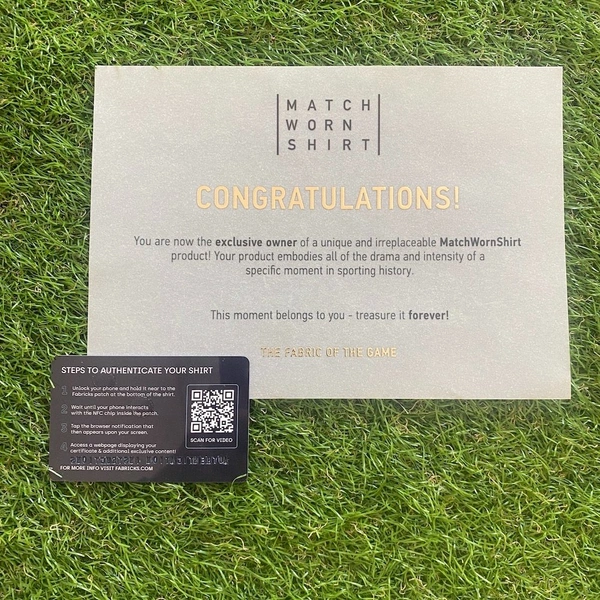 MATCH
WORN
SHIRT
CONGRATULATIONS!
You are now the exclusive owner of a unique and irreplaceable MatchWornShirt
product! Your product embodies all of the drama and intensity of a
specific moment in sporting history.
This moment belongs to you - treasure it forever!
THE FABRIC OF THE GAME
STEPS TO AUTHENTICATE YOUR SHIRT
1 Unlock your phone and hold it near to the
Fabricks patch at the bottom of the shirt.
2 Wait until your phone interacts
with the NFC chip inside the patch.
3 Tap the browser notification that
then appears upon your screen.
4 Access a webpage displaying your
certificate & additional exclusive content!
SCAN FOR VIDEO
FOR MORE INFO VISIT FABRICKS.COM